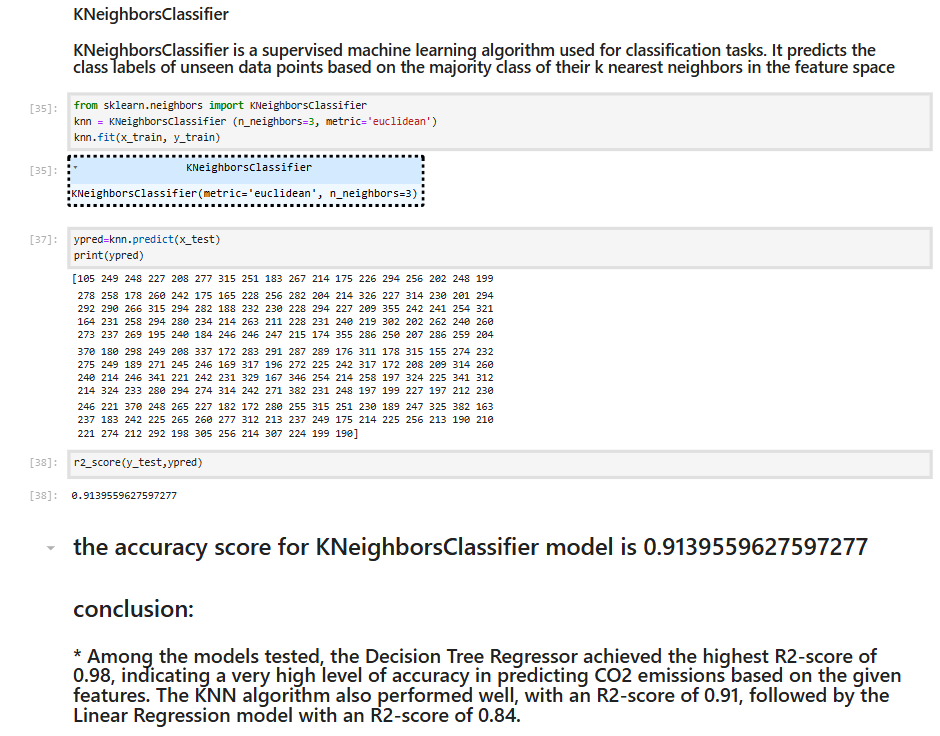 KNeighborsClassifier
KNeighborsClassifier is a supervised machine learning algorithm used for classification tasks. It predicts the
class labels of unseen data points based on the majority class of their k nearest neighbors in the feature space
[35]: from sklearn.neighbors import KNeighborsClassifier
knn = KNeighborsClassifier (n_neighbors=3, metric='euclidean')
knn.fit(x_train, y_train)
[35]: KNeighborsClassifier
KNeighborsClassifier(metric='euclidean', n_neighbors=3)
[37]: ypred=knn.predict(x_test)
print(ypred)
[105 249 248 227 208 277 315 251 183 267 214 175 226 294 256 202 248 199
278 258 178 260 242 175 165 228 256 282 204 214 326 227 314 230 201 294
292 290 266 315 294 282 188 232 230 228 294 227 209 355 242 241 254 321
164 231 258 294 280 234 214 263 211 228 231 240 219 302 202 262 240 260
273 237 269 195 240 184 246 246 247 215 174 355 286 250 207 286 259 204
370 180 298 249 208 337 172 283 291 287 289 176 311 178 315 155 274 232
275 249 189 271 245 246 169 317 196 272 225 242 317 172 208 209 314 260
240 214 246 341 221 242 231 329 167 346 254 214 258 197 324 225 341 312
214 324 233 280 294 274 314 242 271 382 231 248 197 199 227 197 212 230
246 221 370 248 265 227 182 172 280 255 315 251 230 189 247 325 382 163
237 183 242 225 265 260 277 312 213 237 249 175 214 225 256 213 190 210
221 274 212 292 198 305 256 214 307 224 199 190]
[38]: r2_score(y_test,ypred)
[38]: 0.9139559627597277
the accuracy score for KNeighborsClassifier model is 0.9139559627597277
conclusion:
* Among the models tested, the Decision Tree Regressor achieved the highest R2-score of
0.98, indicating a very high level of accuracy in predicting CO2 emissions based on the given
features. The KNN algorithm also performed well, with an R2-score of 0.91, followed by the
Linear Regression model with an R2-score of 0.84.